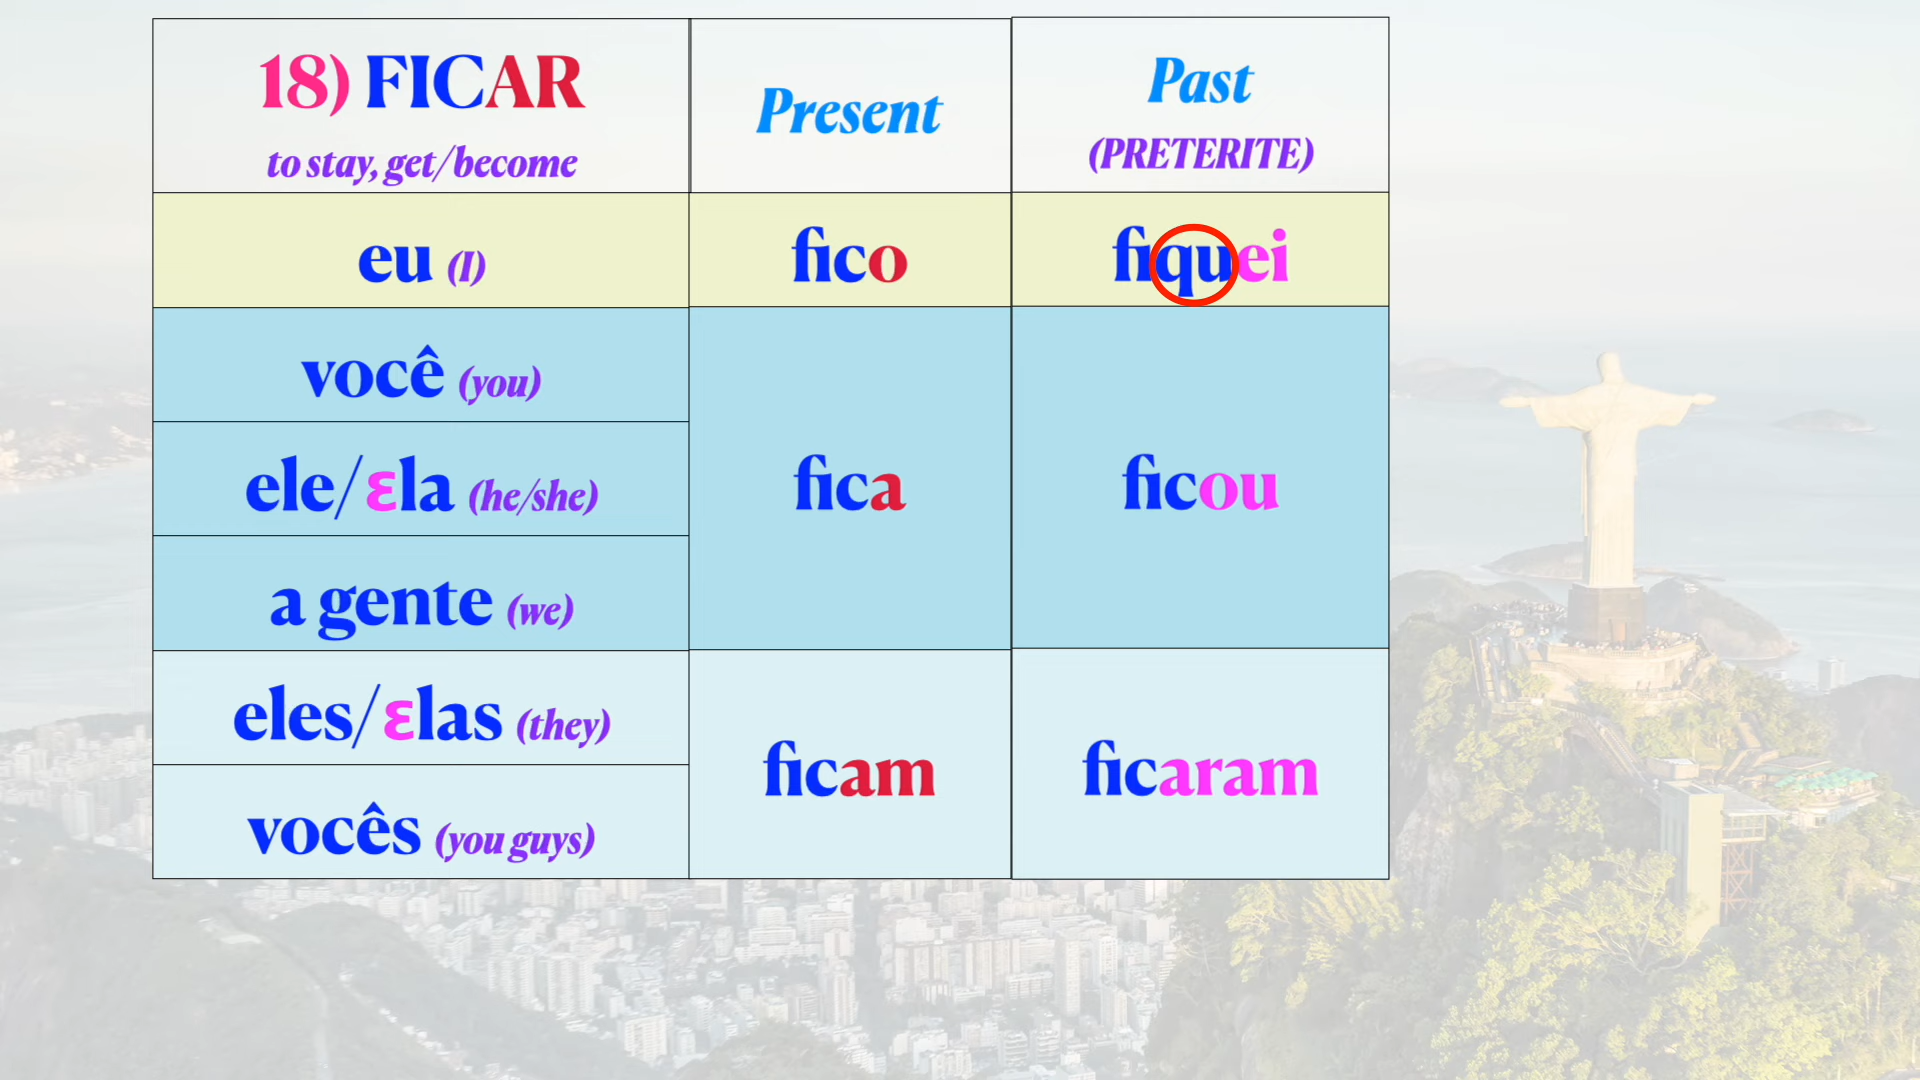 18) FICAR
to stay, get/become
Present
Past
(PRETERITE)
eu (I)
fico
fiquei
você (you)
ele/ɛla (he/she)
a gente (we)
fica
ficou
eles/ɛlas (they)
vocês (you guys)
ficam
ficaram